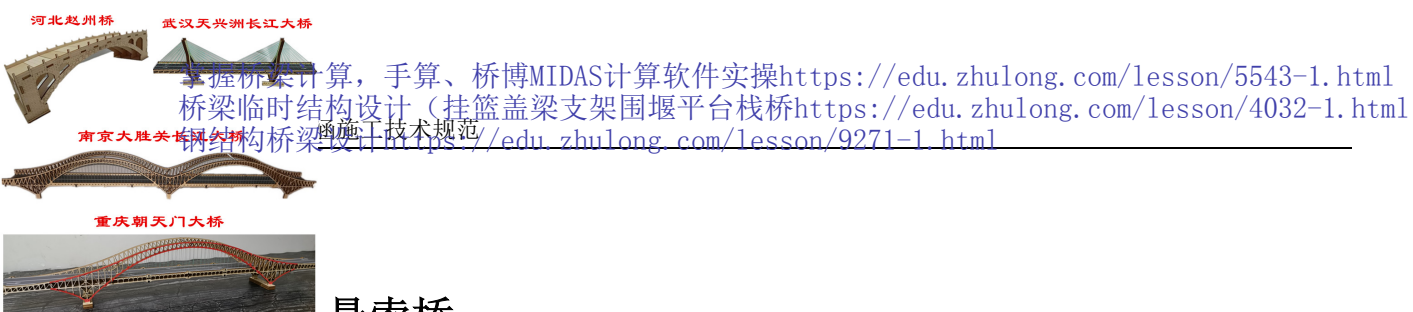 河北赵州桥
武汉天兴洲长江大桥
掌握桥梁计算，手算、桥博MIDAS计算软件实操https://edu.zhulong.com/lesson/5543-1.html
桥梁临时结构设计（挂篮盖梁支架围堰平台栈桥https://edu.zhulong.com/lesson/4032-1.html
南京大胜关长江大桥
涵施工技术规范
钢结构桥梁设计https://edu.zhulong.com/lesson/9271-1.html
重庆朝天门大桥
悬索桥